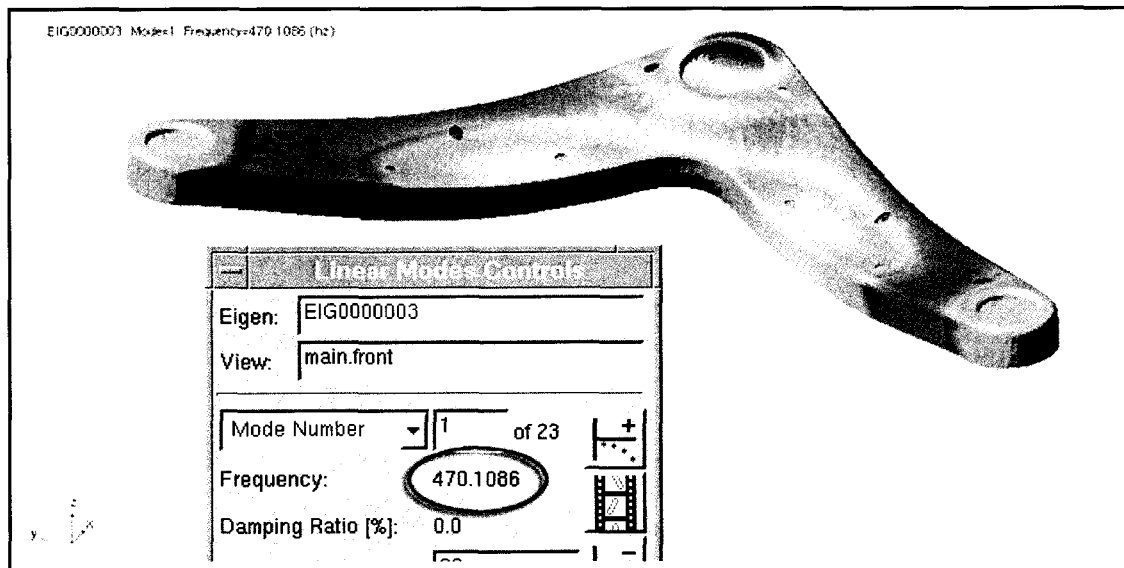 EIG0000003 Mode=1 Frequency=470.1086 (hz)
Linear Modes Controls
Eigen: EIG0000003
View: main.front
Mode Number 1 of 23
Frequency: 470.1086
Damping Ratio [%]: 0.0
z
y x